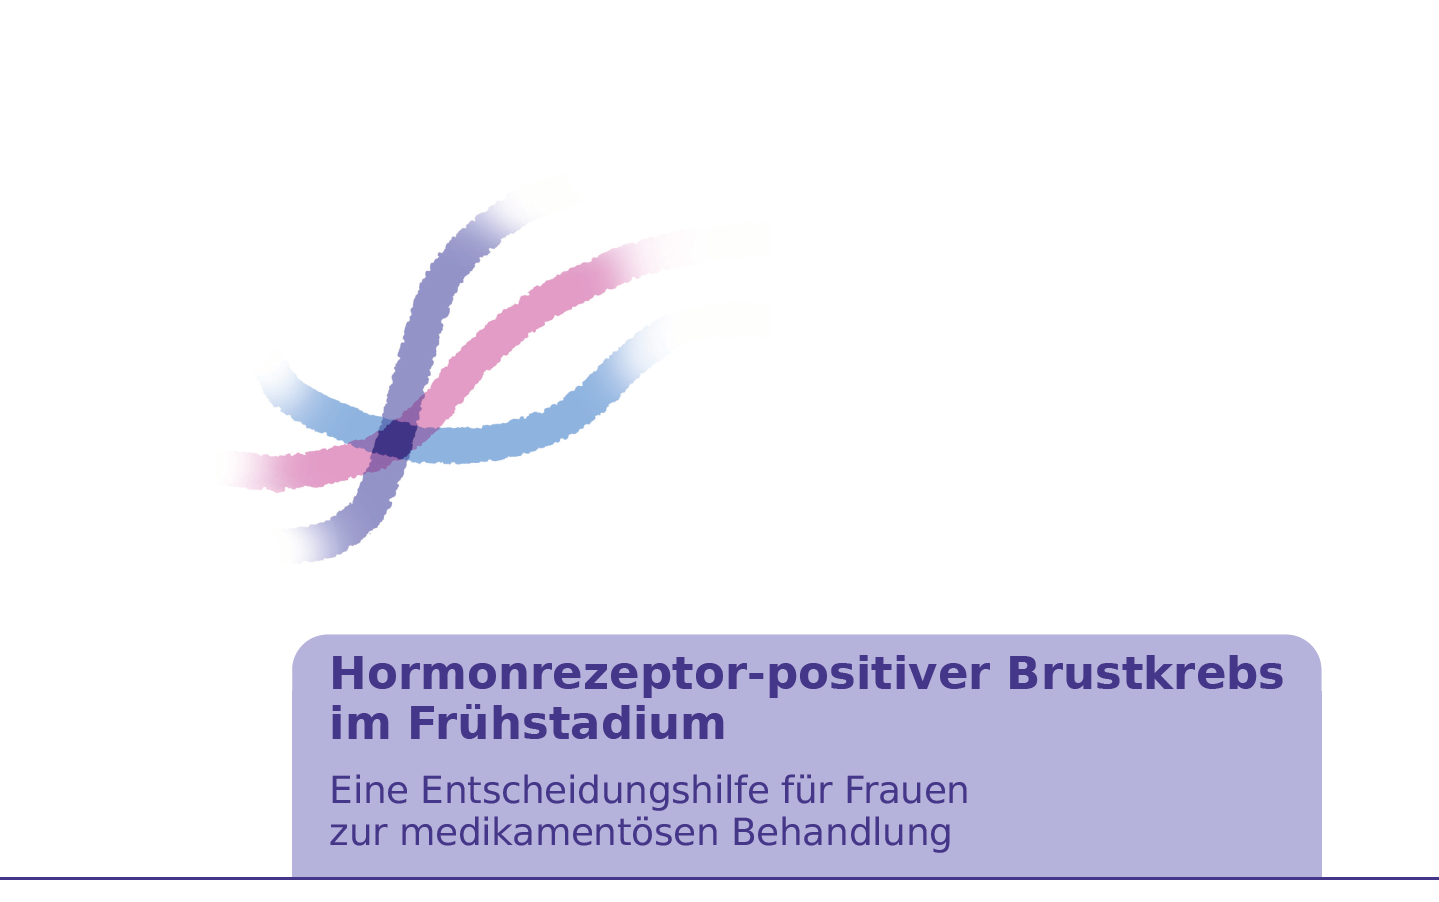 Hormonrezeptor-positiver Brustkrebs
im Frühstadium
Eine Entscheidungshilfe für Frauen
zur medikamentösen Behandlung